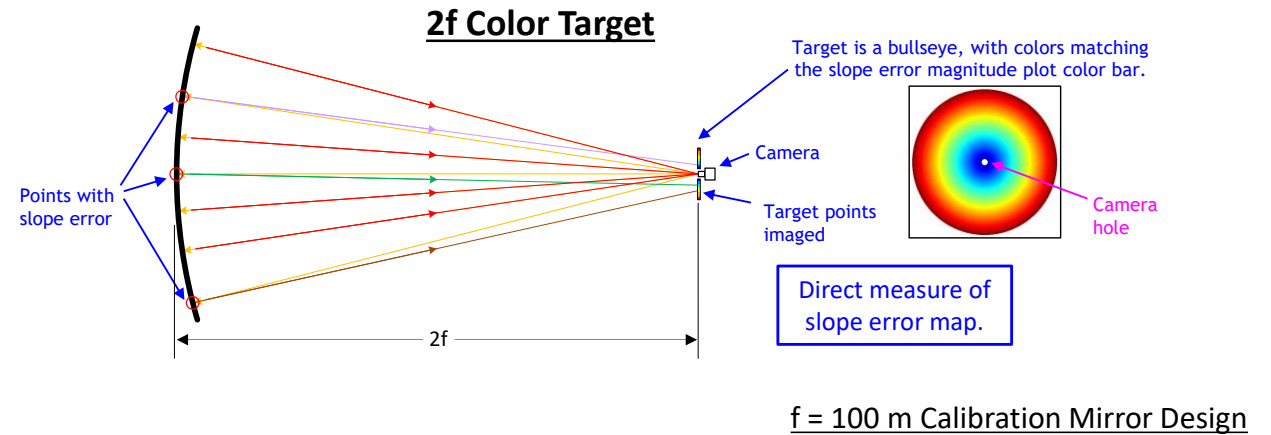 2f Color Target
Target is a bullseye, with colors matching
the slope error magnitude plot color bar.
Camera
Points with
slope error
Target points
imaged
Camera
hole
Direct measure of
slope error map.
2f
f = 100 m Calibration Mirror Design